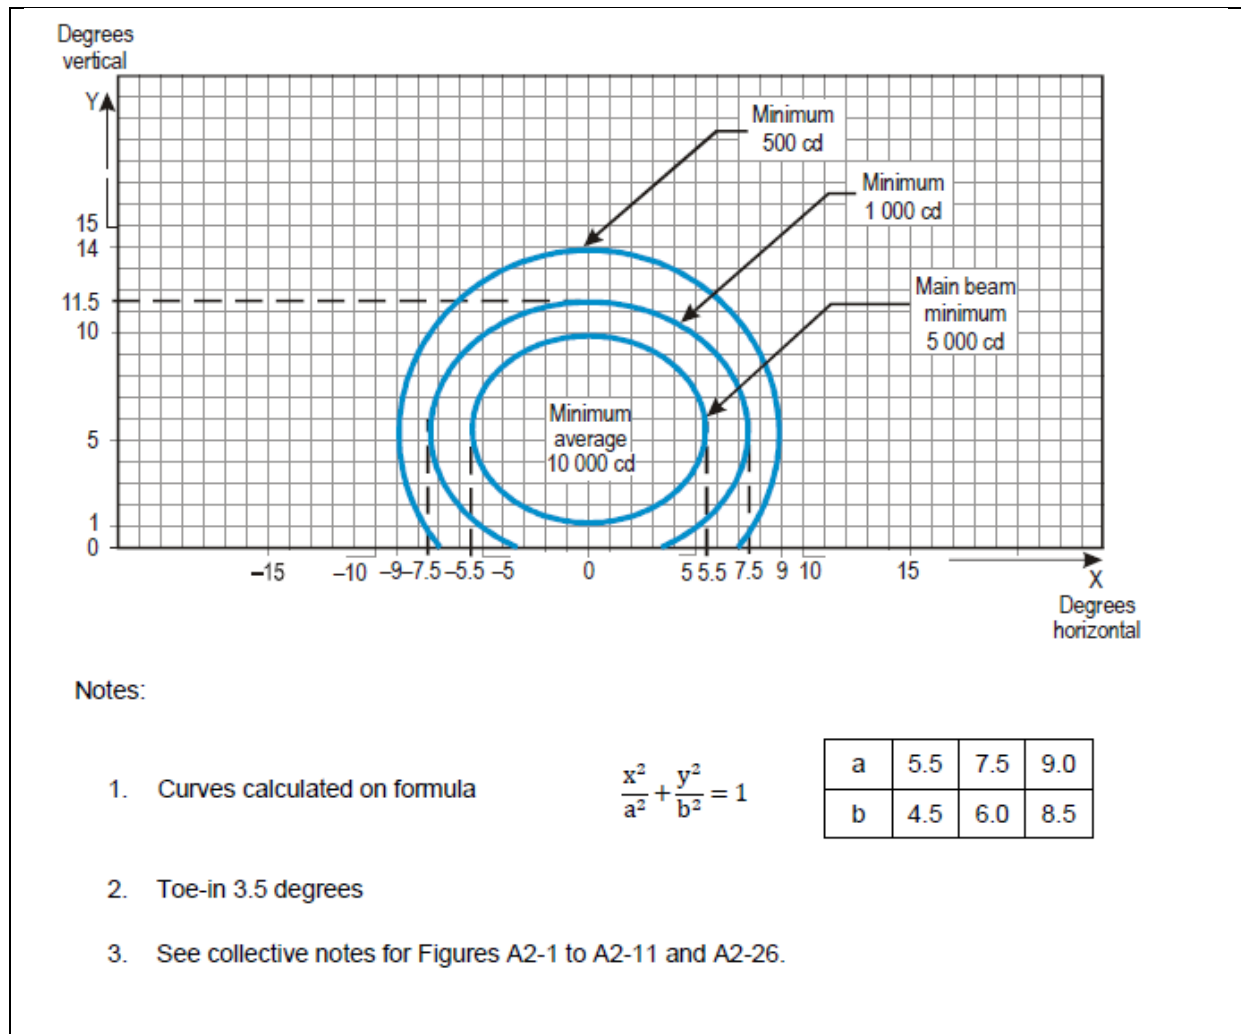 Degrees
vertical
Y
Minimum
500 cd
Minimum
1 000 cd
15
14
Main beam
minimum
5 000 cd
11.5
10
Minimum
average
10 000 cd
5
1
0
–15 –10 –9 –7.5 –5.5 –5 0 5 5.5 7.5 9 10 15
X
Degrees
horizontal
Notes:
1. Curves calculated on formula x²/a² + y²/b² = 1
a 5.5 7.5 9.0
b 4.5 6.0 8.5
2. Toe-in 3.5 degrees
3. See collective notes for Figures A2-1 to A2-11 and A2-26.